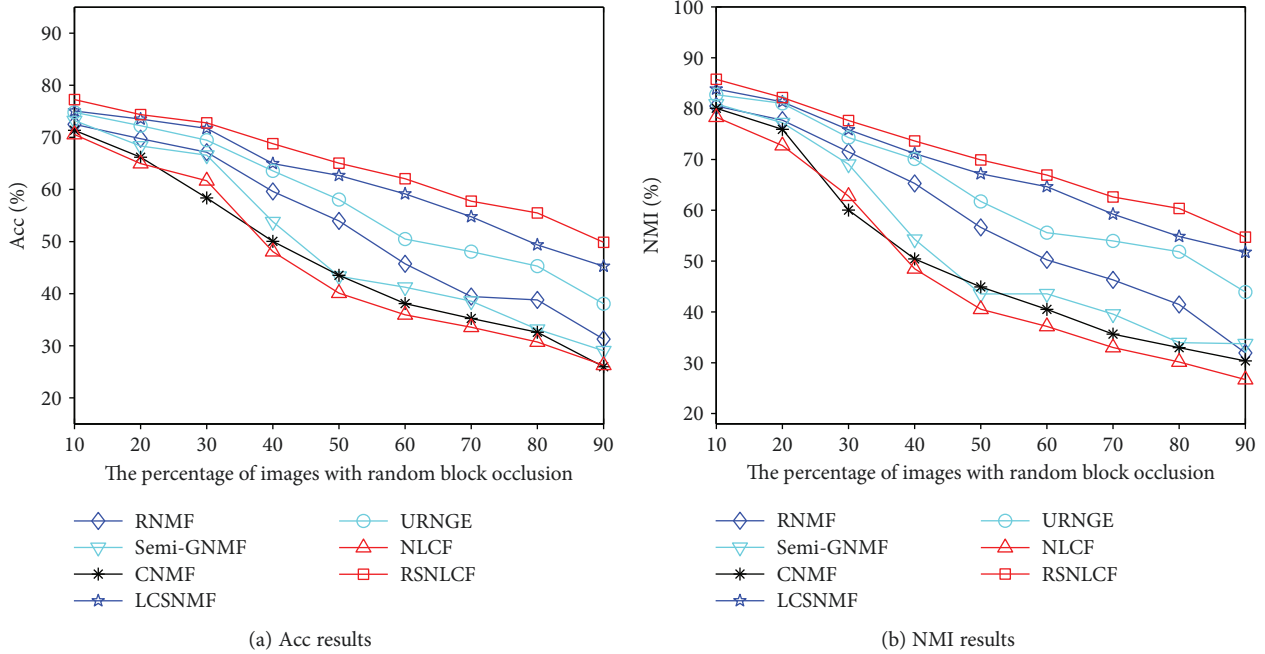 90
80
70
60
50
40
30
20
Acc (%)
10 20 30 40 50 60 70 80 90
The percentage of images with random block occlusion
RNMF
Semi-GNMF
CNMF
LCSNMF
URNGE
NLCF
RSNLCF
(a) Acc results
100
90
80
70
60
50
40
30
20
NMI (%)
10 20 30 40 50 60 70 80 90
The percentage of images with random block occlusion
RNMF
Semi-GNMF
CNMF
LCSNMF
URNGE
NLCF
RSNLCF
(b) NMI results